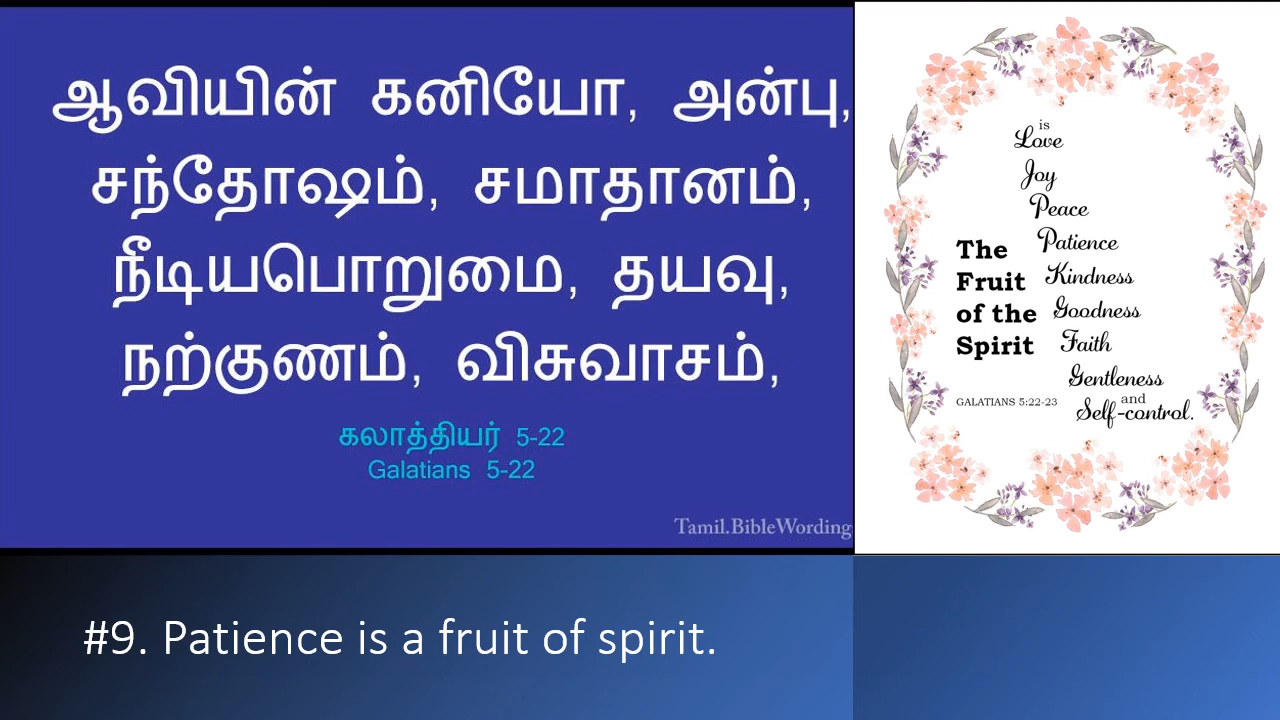 ஆவியின் கனியோ, அன்பு,
சந்தோஷம், சமாதானம்,
நீடியபொறுமை, தயவு,
நற்குணம், விசுவாசம்,
கலாத்தியர் 5-22
Galatians 5-22
Tamil.BibleWording
The
Fruit
of the
Spirit
GALATIANS 5:22-23
is
Love
Joy
Peace
Patience
Kindness
Goodness
Faith
Gentleness
and
Self-control.
#9. Patience is a fruit of spirit.